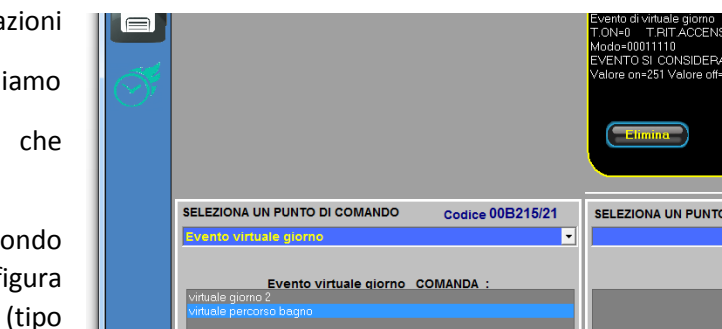 azioni
iamo
che
ondo
figura
(tipo
Evento di virtuale giorno
T.ON=0 T.RIT.ACCENS
Modo=00011110
EVENTO SI CONSIDERA
Valore on=251 Valore off=
Elimina
SELEZIONA UN PUNTO DI COMANDO Codice 00B215/21
Evento virtuale giorno
Evento virtuale giorno COMANDA :
virtuale giorno 2
virtuale percorso bagno
SELEZIONA UN PUNTO